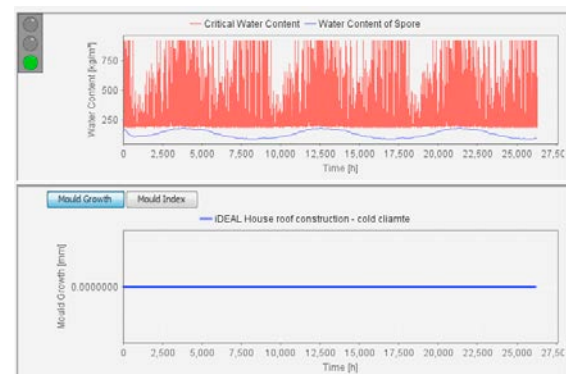 Critical Water Content Water Content of Spore
Water Content [kg/m³]
750
500
250
0 2,500 5,000 7,500 10,000 12,500 15,000 17,500 20,000 22,500 25,000 27,50
Time [h]
Mould Growth Mould Index
IDEAL House roof construction - cold cliamte
Mould Growth [mm]
0.0000000
0 2,500 5,000 7,500 10,000 12,500 15,000 17,500 20,000 22,500 25,000 27,50
Time [h]